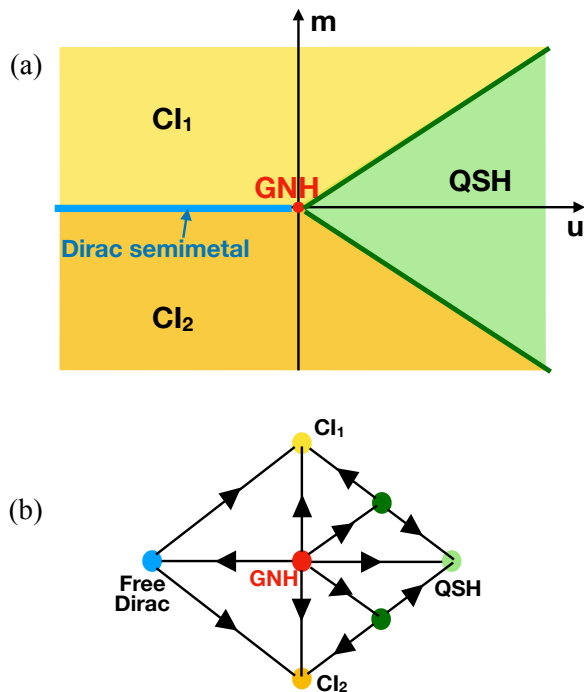 (a)
m
CI₁
GNH
QSH
u
Dirac semimetal
CI₂
(b)
CI₁
Free
Dirac
GNH
QSH
CI₂